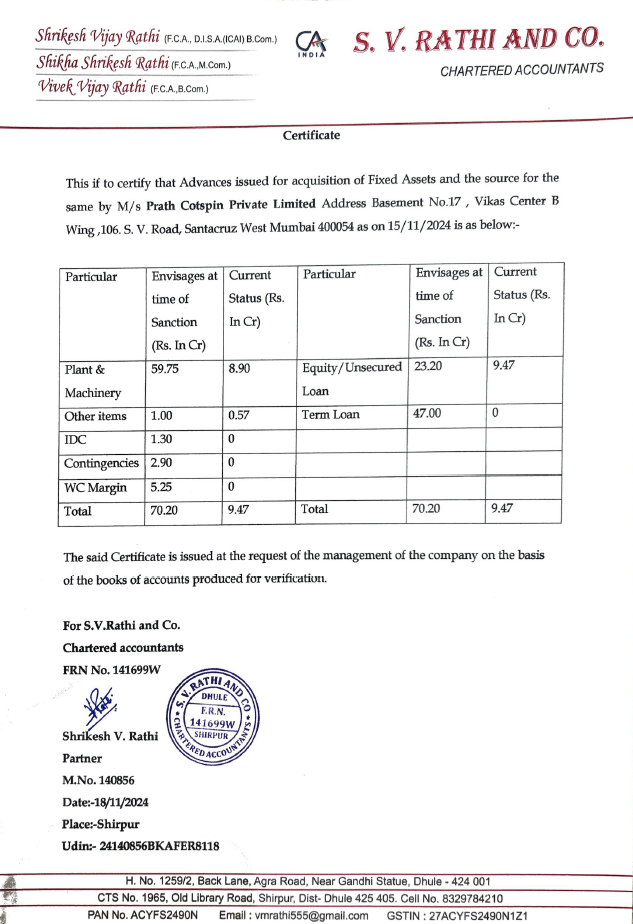 Shrikesh Vijay Rathi (F.C.A., D.I.S.A.(ICAI) B.Com.)
Shikha Shrikesh Rathi (F.C.A.,M.Com.)
Vivek Vijay Rathi (F.C.A.,B.Com.)
CA
INDIA
S. V. RATHI AND CO.
CHARTERED ACCOUNTANTS
Certificate
This if to certify that Advances issued for acquisition of Fixed Assets and the source for the
same by M/s Prath Cotspin Private Limited Address Basement No.17 , Vikas Center B
Wing ,106. S. V. Road, Santacruz West Mumbai 400054 as on 15/11/2024 is as below:-
Particular Envisages at time of Sanction (Rs. In Cr) Current Status (Rs. In Cr) Particular Envisages at time of Sanction (Rs. In Cr) Current Status (Rs. In Cr)
Plant & Machinery 59.75 8.90 Equity/Unsecured Loan 23.20 9.47
Other items 1.00 0.57 Term Loan 47.00 0
IDC 1.30 0
Contingencies 2.90 0
WC Margin 5.25 0
Total 70.20 9.47 Total 70.20 9.47
The said Certificate is issued at the request of the management of the company on the basis
of the books of accounts produced for verification.
For S.V.Rathi and Co.
Chartered accountants
FRN No. 141699W
S. V. RATHI AND CO
DHULE
F.R.N.
141699W
SHIRPUR
CHARTERED ACCOUNTANTS
Shrikesh V. Rathi
Partner
M.No. 140856
Date:-18/11/2024
Place:-Shirpur
Udin:- 24140856BKAFER8118
H. No. 1259/2, Back Lane, Agra Road, Near Gandhi Statue, Dhule - 424 001
CTS No. 1965, Old Library Road, Shirpur, Dist- Dhule 425 405. Cell No. 8329784210
PAN No. ACYFS2490N Email : vmrathi555@gmail.com GSTIN : 27ACYFS2490N1Z1